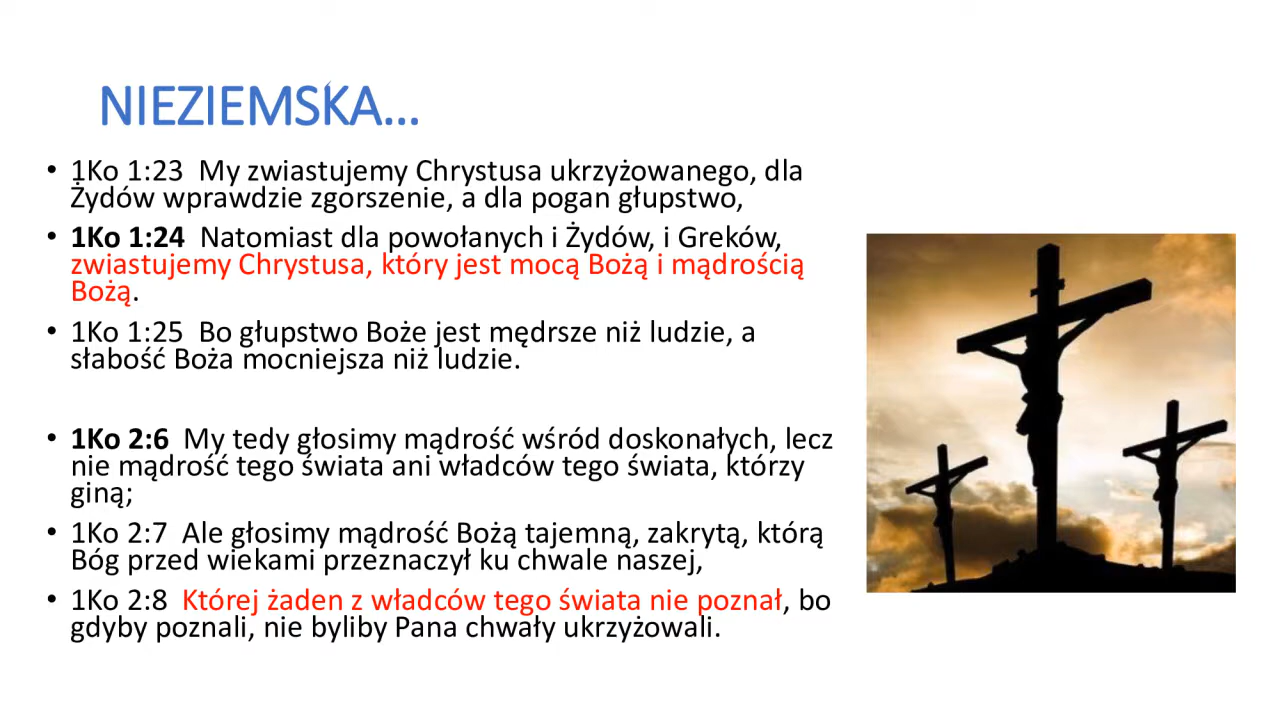 NIEZIEMSKA...
• 1Ko 1:23 My zwiastujemy Chrystusa ukrzyżowanego, dla
Żydów wprawdzie zgorszenie, a dla pogan głupstwo,
• 1Ko 1:24 Natomiast dla powołanych i Żydów, i Greków,
zwiastujemy Chrystusa, który jest mocą Bożą i mądrością
Bożą.
• 1Ko 1:25 Bo głupstwo Boże jest mędrsze niż ludzie, a
słabość Boża mocniejsza niż ludzie.
• 1Ko 2:6 My tedy głosimy mądrość wśród doskonałych, lecz
nie mądrość tego świata ani władców tego świata, którzy
giną;
• 1Ko 2:7 Ale głosimy mądrość Bożą tajemną, zakrytą, którą
Bóg przed wiekami przeznaczył ku chwale naszej,
• 1Ko 2:8 Której żaden z władców tego świata nie poznał, bo
gdyby poznali, nie byliby Pana chwały ukrzyżowali.